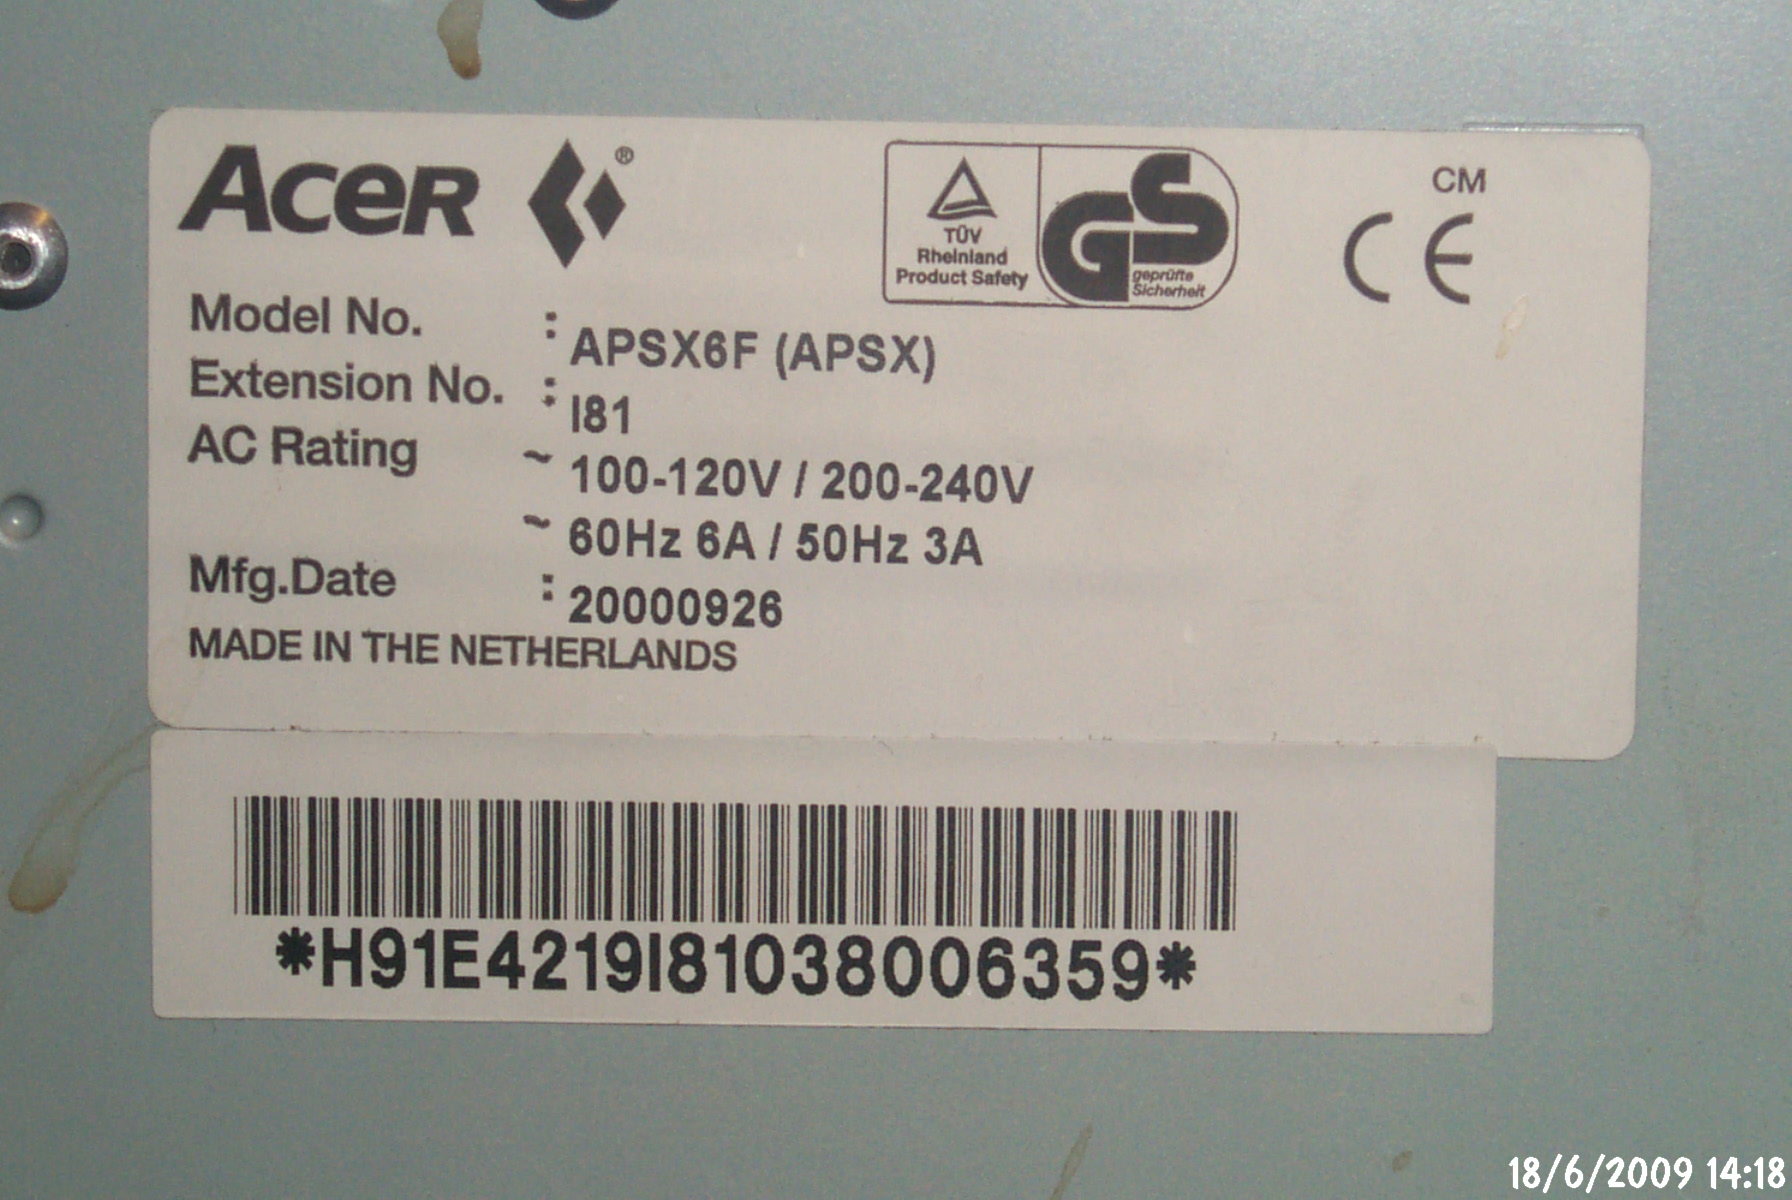 Acer ®
TÜV
Rheinland
Product Safety
GS
geprüfte
Sicherheit
CM
CE
Model No. : APSX6F (APSX)
Extension No. : I81
AC Rating ~ 100-120V / 200-240V
~ 60Hz 6A / 50Hz 3A
Mfg.Date : 20000926
MADE IN THE NETHERLANDS
*H91E4219I81038006359*
18/6/2009 14:18